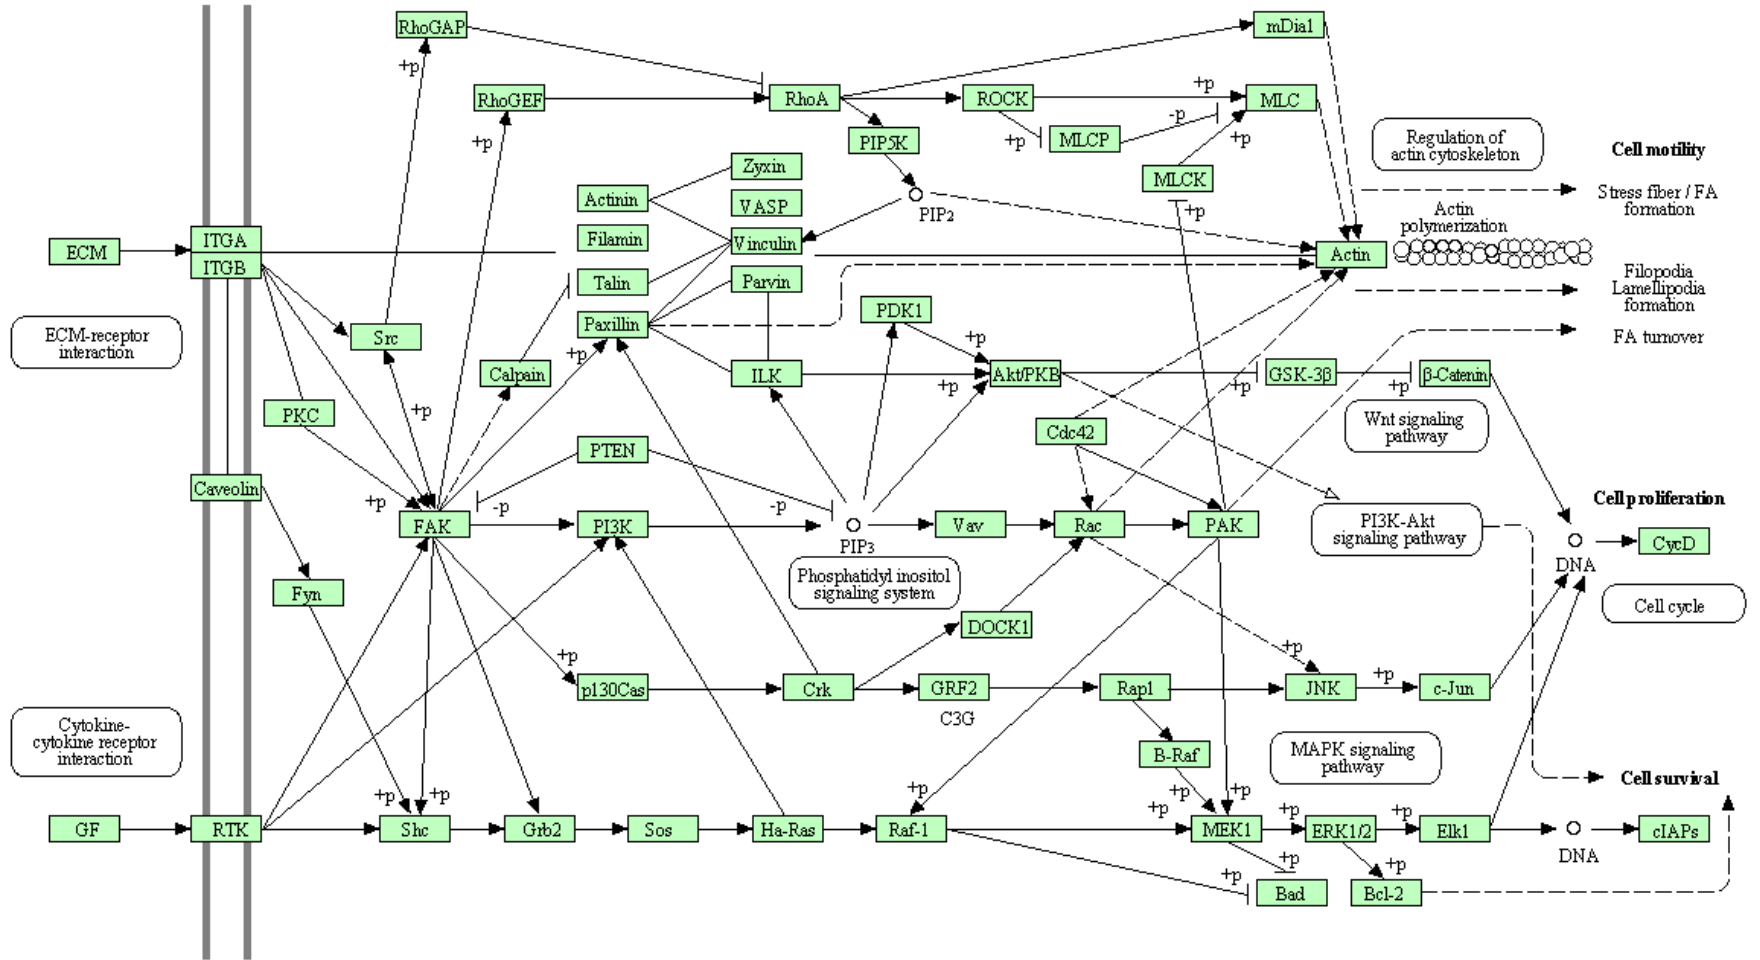 RhoGAP
mDia1
+p
RhoGEF
RhoA
ROCK
+p
MLC
+p
PIP5K
+p
MLCP
-p
+p
Regulation of
actin cytoskeleton
Cell motility
Zyxin
MLCK
Actinin
VASP
PIP2
+p
Stress fiber / FA
formation
Actin
polymerization
ECM
ITGA
ITGB
Filamin
Vinculin
Actin
Talin
Parvin
Filopodia
Lamellipodia
formation
ECM-receptor
interaction
Src
Paxillin
+p
PDK1
+p
FA turnover
Calpain
ILK
+p
Akt/PKB
GSK-3β
+p
+p
β-Catenin
PKC
+p
Cdc42
Wnt signaling
pathway
PTEN
Caveolin
+p
-p
-p
Cell proliferation
FAK
PI3K
PIP3
Vav
Rac
PAK
PI3K-Akt
signaling pathway
DNA
CycD
Fyn
Phosphatidyl inositol
signaling system
Cell cycle
DOCK1
+p
+p
p130Cas
Crk
GRF2
C3G
Rap1
JNK
+p
c-Jun
Cytokine-
cytokine receptor
interaction
B-Raf
MAPK signaling
pathway
Cell survival
+p
+p
+p
+p
+p
+p
+p
+p
GF
RTK
Shc
Grb2
Sos
Ha-Ras
Raf-1
MEK1
ERK1/2
Elk1
DNA
cIAPs
+p
+p
+p
Bad
Bcl-2